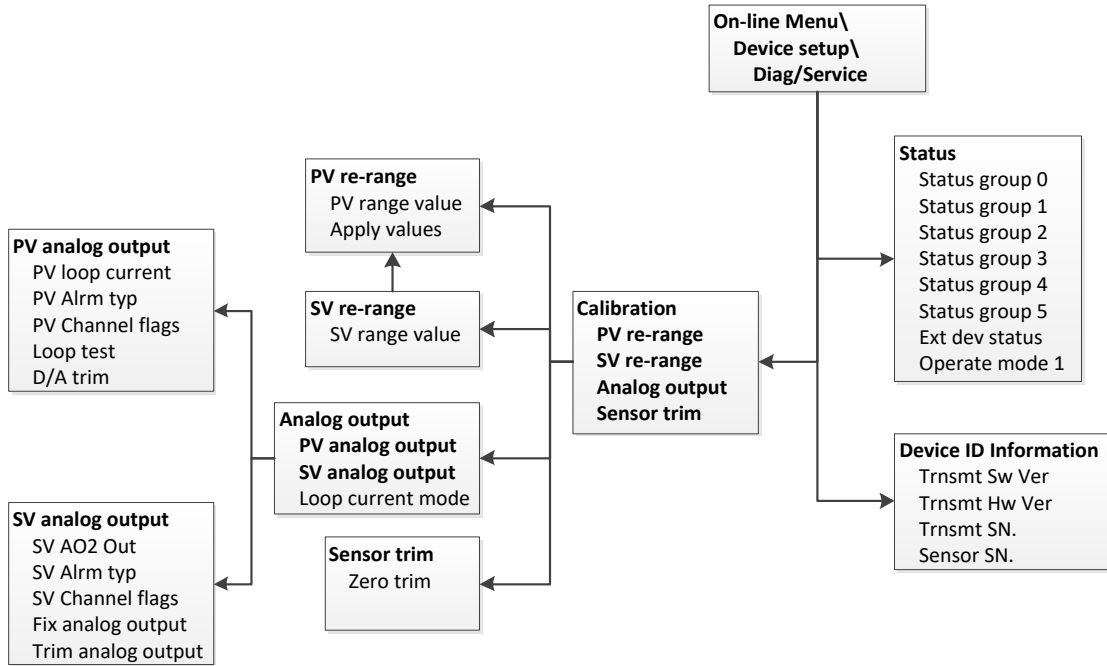 On-line Menu\
Device setup\
Diag/Service
Status
Status group 0
Status group 1
Status group 2
Status group 3
Status group 4
Status group 5
Ext dev status
Operate mode 1
PV re-range
PV range value
Apply values
PV analog output
PV loop current
PV Alrm typ
PV Channel flags
Loop test
D/A trim
SV re-range
SV range value
Calibration
PV re-range
SV re-range
Analog output
Sensor trim
Analog output
PV analog output
SV analog output
Loop current mode
Device ID Information
Trnsmt Sw Ver
Trnsmt Hw Ver
Trnsmt SN.
Sensor SN.
SV analog output
SV AO2 Out
SV Alrm typ
SV Channel flags
Fix analog output
Trim analog output
Sensor trim
Zero trim